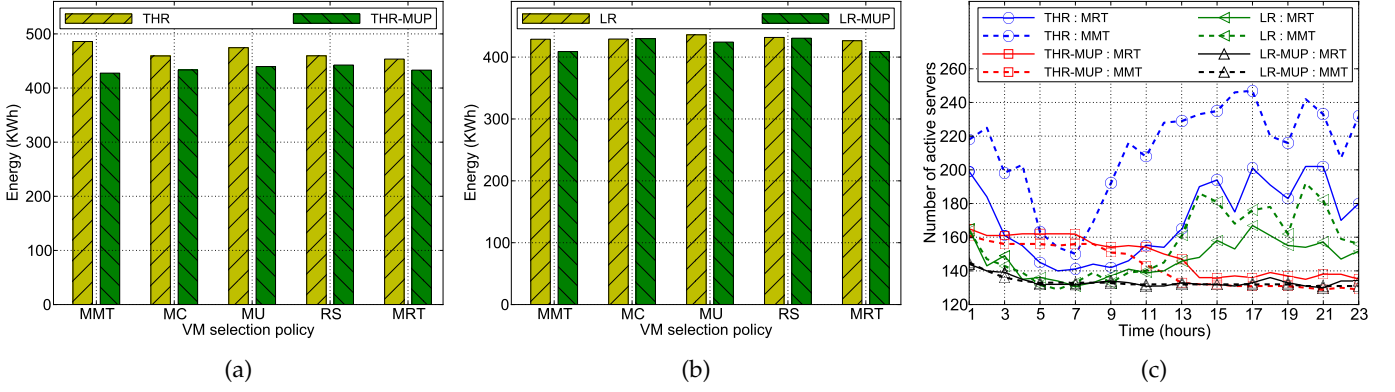 THR
THR-MUP
500
400
300
200
100
0
Energy (KWh)
MMT
MC
MU
RS
MRT
VM selection policy
(a)
LR
LR-MUP
400
300
200
100
0
Energy (KWh)
MMT
MC
MU
RS
MRT
VM selection policy
(b)
THR : MRT
THR : MMT
THR-MUP : MRT
THR-MUP : MMT
LR : MRT
LR : MMT
LR-MUP : MRT
LR-MUP : MMT
260
240
220
200
180
160
140
120
Number of active servers
1 3 5 7 9 11 13 15 17 19 21 23
Time (hours)
(c)